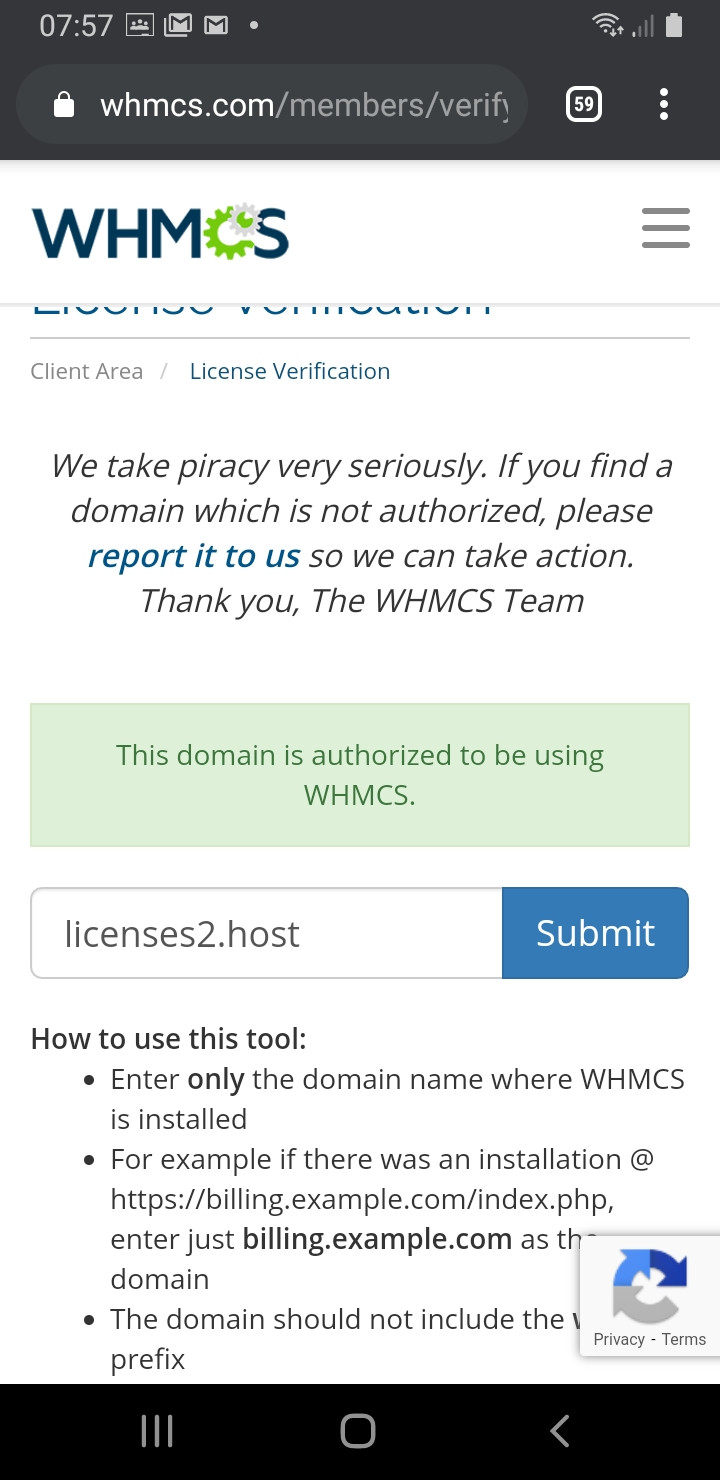 07:57
whmcs.com/members/verify
59
WHMCS
License Verification
Client Area / License Verification
We take piracy very seriously. If you find a
domain which is not authorized, please
report it to us so we can take action.
Thank you, The WHMCS Team
This domain is authorized to be using
WHMCS.
licenses2.host
Submit
How to use this tool:
• Enter only the domain name where WHMCS
is installed
• For example if there was an installation @
https://billing.example.com/index.php,
enter just billing.example.com as the
domain
• The domain should not include the
prefix
Privacy - Terms